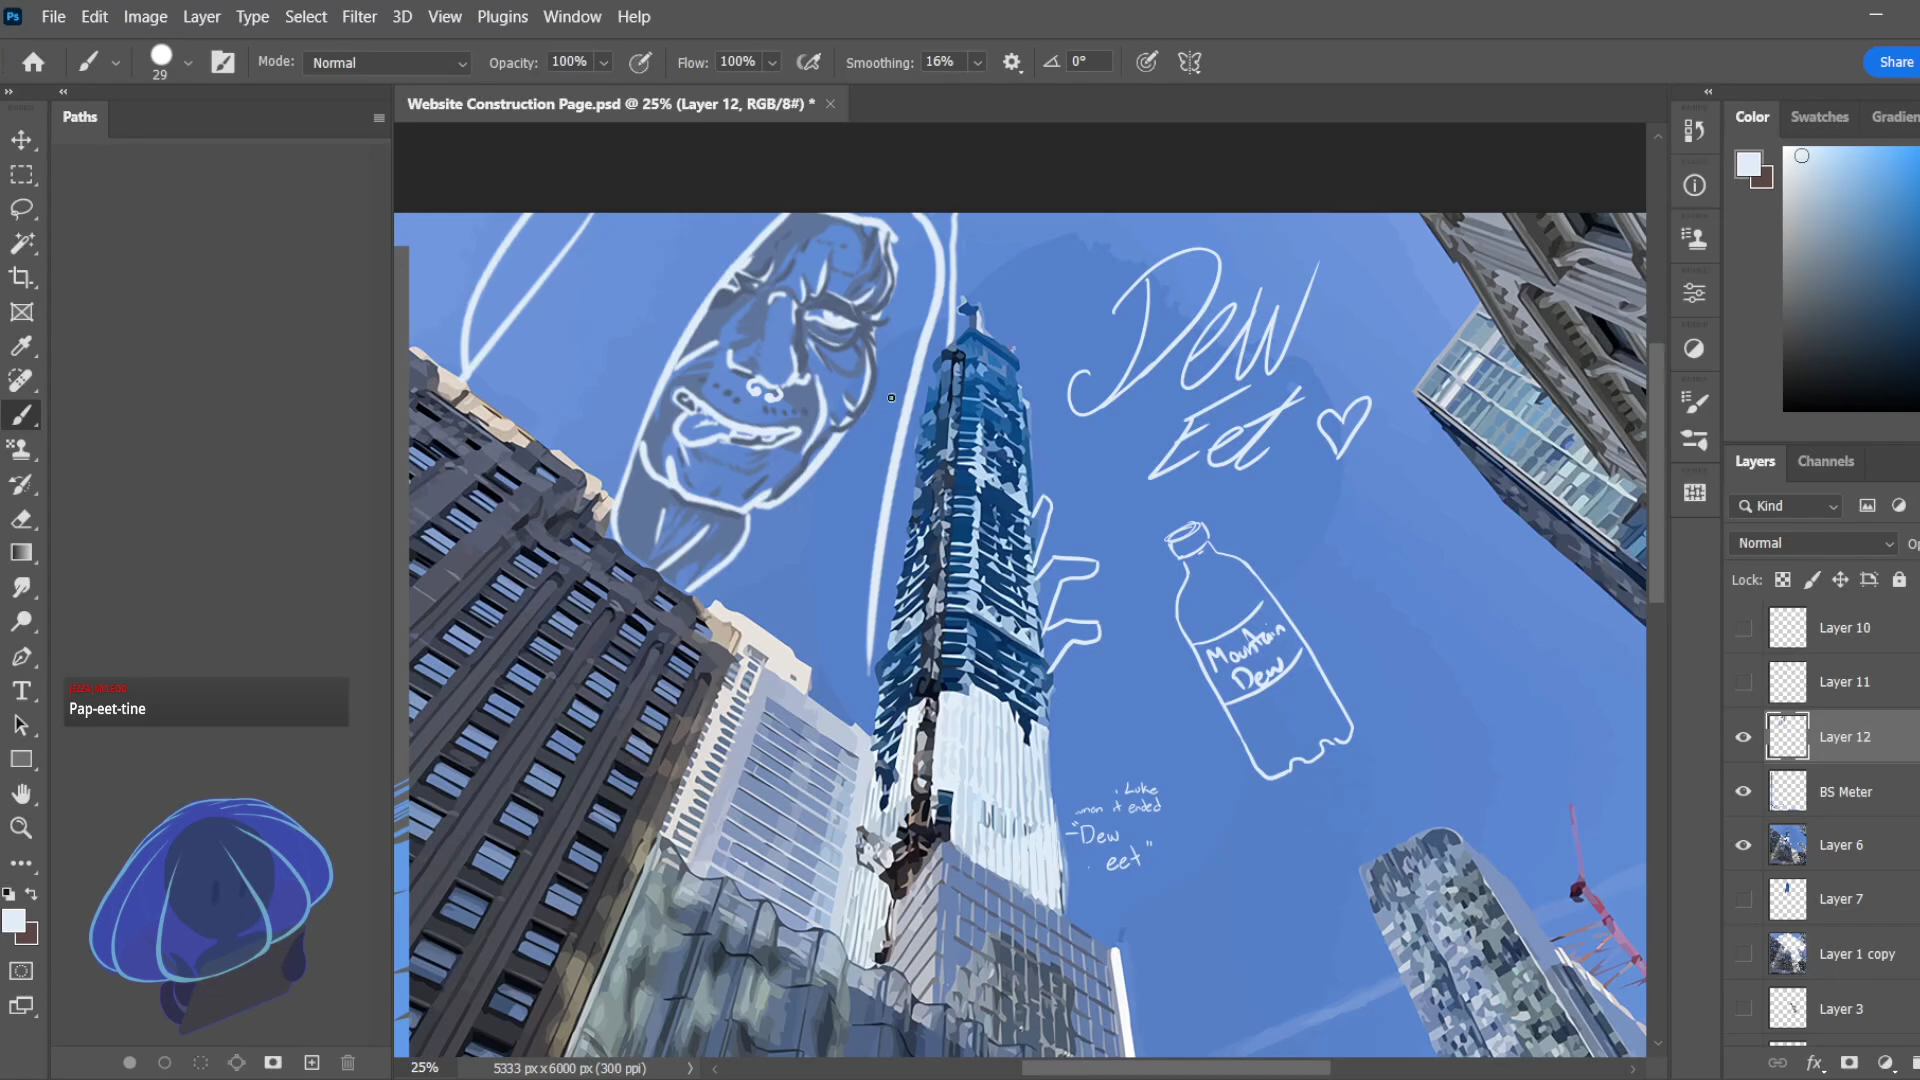 Ps File Edit Image Layer Type Select Filter 3D View Plugins Window Help
29 Mode: Normal Opacity: 100% Flow: 100% Smoothing: 16% 0° Share
Paths
Website Construction Page.psd @ 25% (Layer 12, RGB/8#) *
Color Swatches Gradien
Dew
Eet
Mountain
Dew
Luke
it ended
"Dew
eet"
Pap-eet-tine
Layers Channels
Kind
Normal Op
Lock:
Layer 10
Layer 11
Layer 12
BS Meter
Layer 6
Layer 7
Layer 1 copy
Layer 3
fx
25% 5333 px x 6000 px (300 ppi)